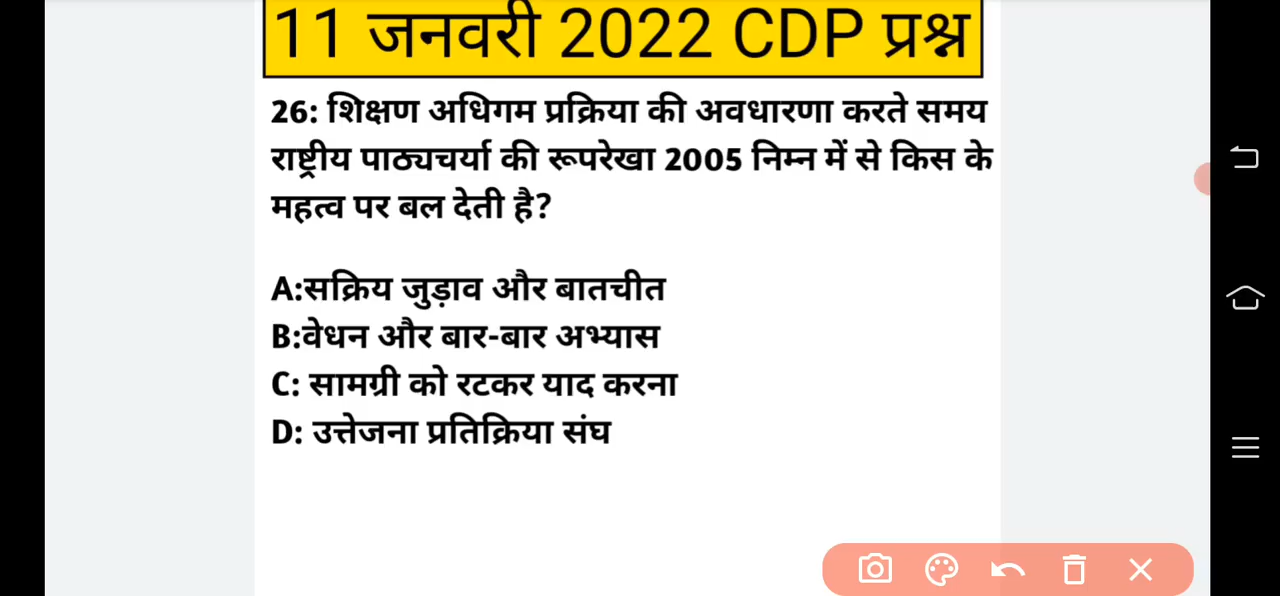 11 जनवरी 2022 CDP प्रश्न
26: शिक्षण अधिगम प्रक्रिया की अवधारणा करते समय
राष्ट्रीय पाठ्यचर्या की रूपरेखा 2005 निम्न में से किस के
महत्व पर बल देती है?
A:सक्रिय जुड़ाव और बातचीत
B:वेधन और बार-बार अभ्यास
C: सामग्री को रटकर याद करना
D: उत्तेजना प्रतिक्रिया संघ